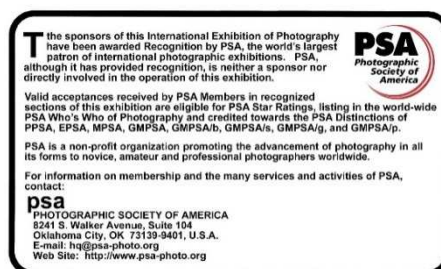 The sponsors of this International Exhibition of Photography
have been awarded Recognition by PSA, the world's largest
patron of international photographic exhibitions. PSA,
although it has provided recognition, is neither a sponsor nor
directly involved in the operation of this exhibition.
PSA
Photographic
Society of
America
Valid acceptances received by PSA Members in recognized
sections of this exhibition are eligible for PSA Star Ratings, listing in the world-wide
PSA Who's Who of Photography and credited towards the PSA Distinctions of
PPSA, EPSA, MPSA, GMPSA, GMPSA/b, GMPSA/s, GMPSA/g, and GMPSA/p.
PSA is a non-profit organization promoting the advancement of photography in all
its forms to novice, amateur and professional photographers worldwide.
For information on membership and the many services and activities of PSA,
contact:
psa
PHOTOGRAPHIC SOCIETY OF AMERICA
8241 S. Walker Avenue, Suite 104
Oklahoma City, OK 73139-9401, U.S.A.
E-mail: hq@psa-photo.org
Web Site: http://www.psa-photo.org